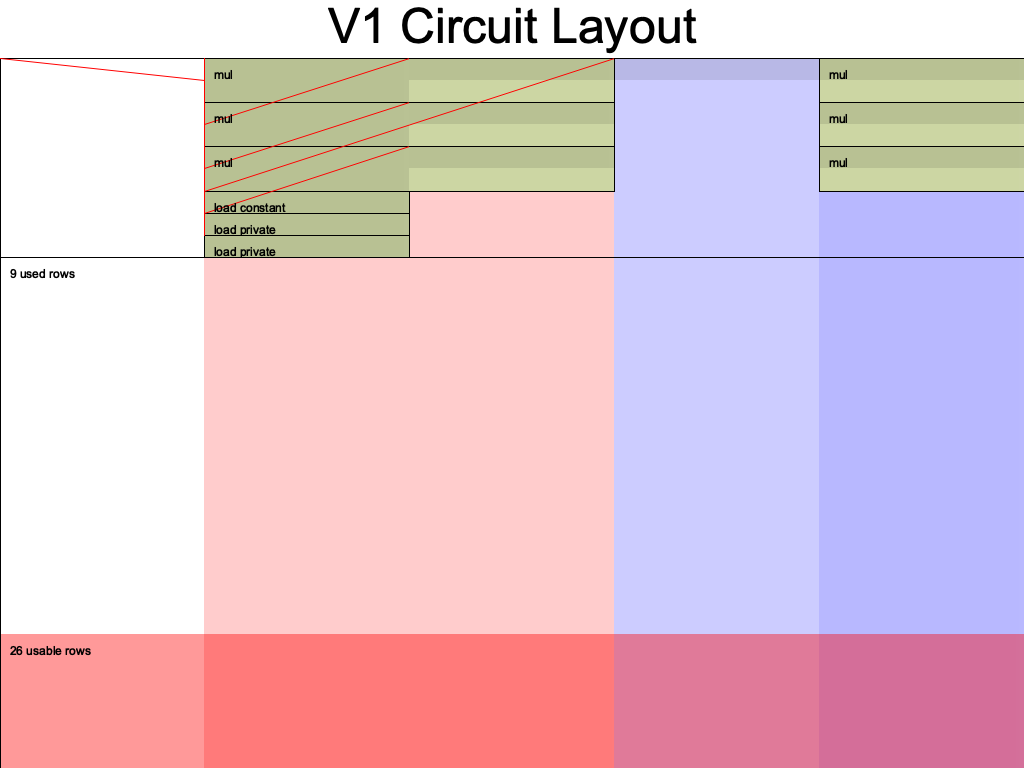 V1 Circuit Layout
mul
mul
mul
mul
mul
mul
load constant
load private
load private
9 used rows
26 usable rows